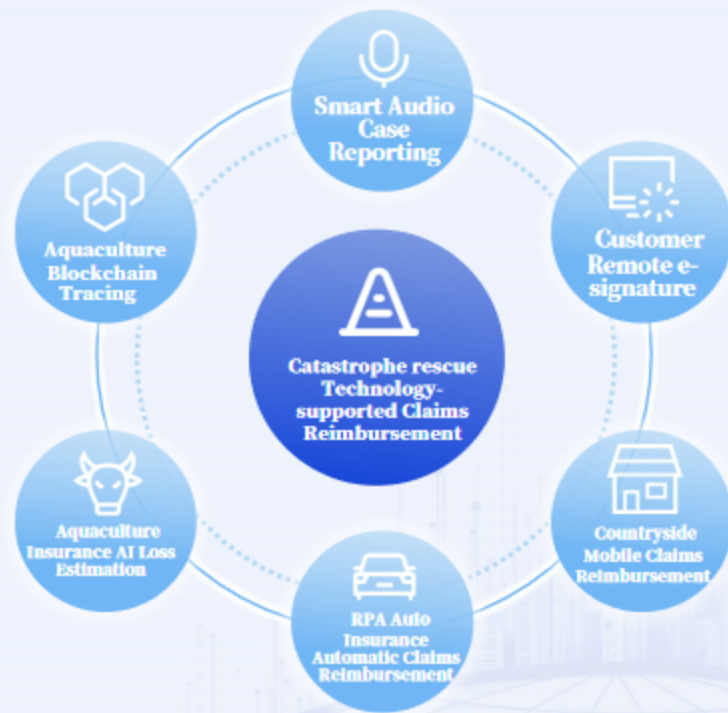 Smart Audio
Case
Reporting
Aquaculture
Blockchain
Tracing
Customer
Remote e-
signature
Catastrophe rescue
Technology-
supported Claims
Reimbursement
Aquaculture
Insurance AI Loss
Estimation
Countryside
Mobile Claims
Reimbursement
RPA Auto
Insurance
Automatic Claims
Reimbursement